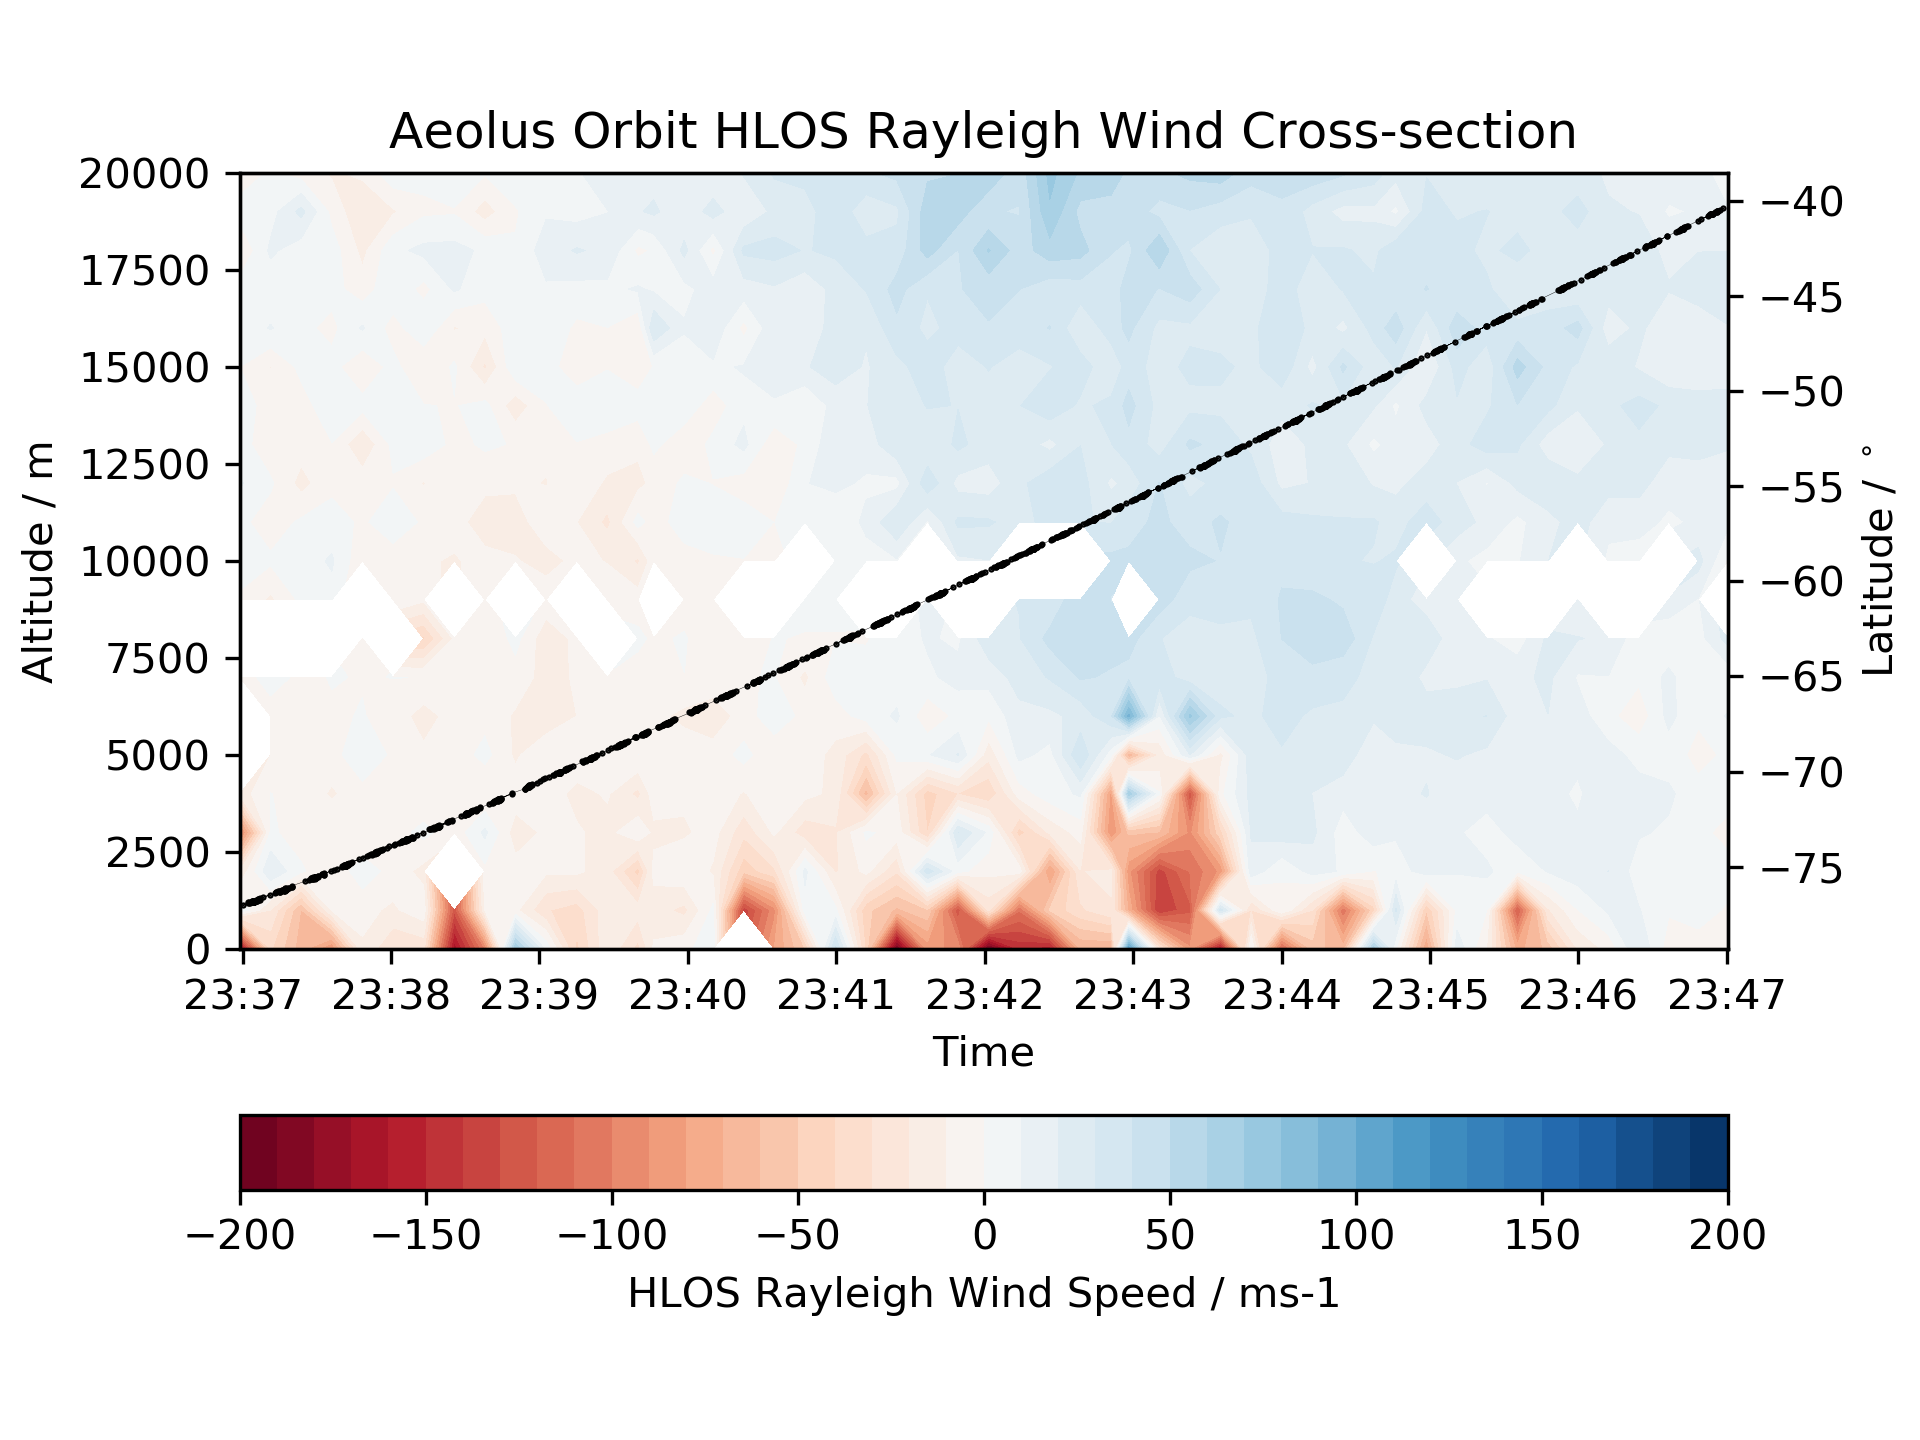 Aeolus Orbit HLOS Rayleigh Wind Cross-section
20000
17500
15000
12500
10000
7500
5000
2500
0
Altitude / m
−40
−45
−50
−55
−60
−65
−70
−75
Latitude / °
23:37 23:38 23:39 23:40 23:41 23:42 23:43 23:44 23:45 23:46 23:47
Time
−200 −150 −100 −50 0 50 100 150 200
HLOS Rayleigh Wind Speed / ms-1